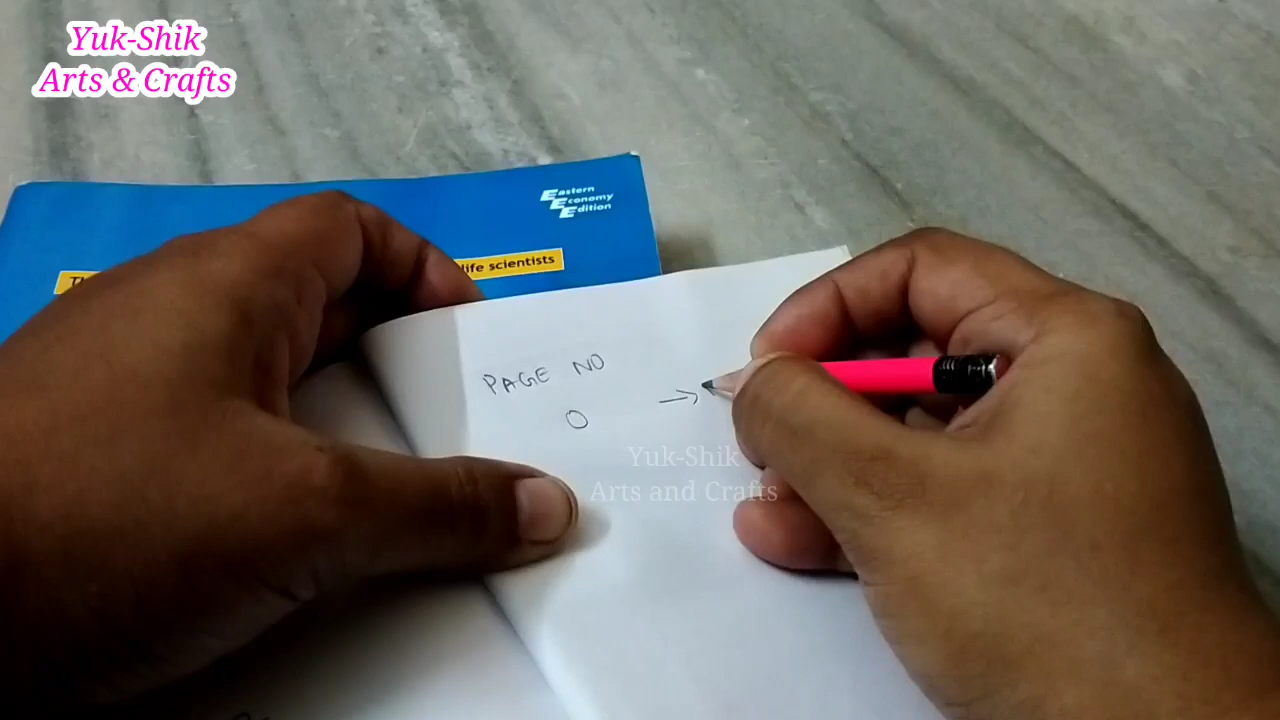 Yuk-Shik
Arts & Crafts
Eastern
Economy
Edition
life scientists
PAGE NO
0 →
Yuk-Shik
Arts and Crafts